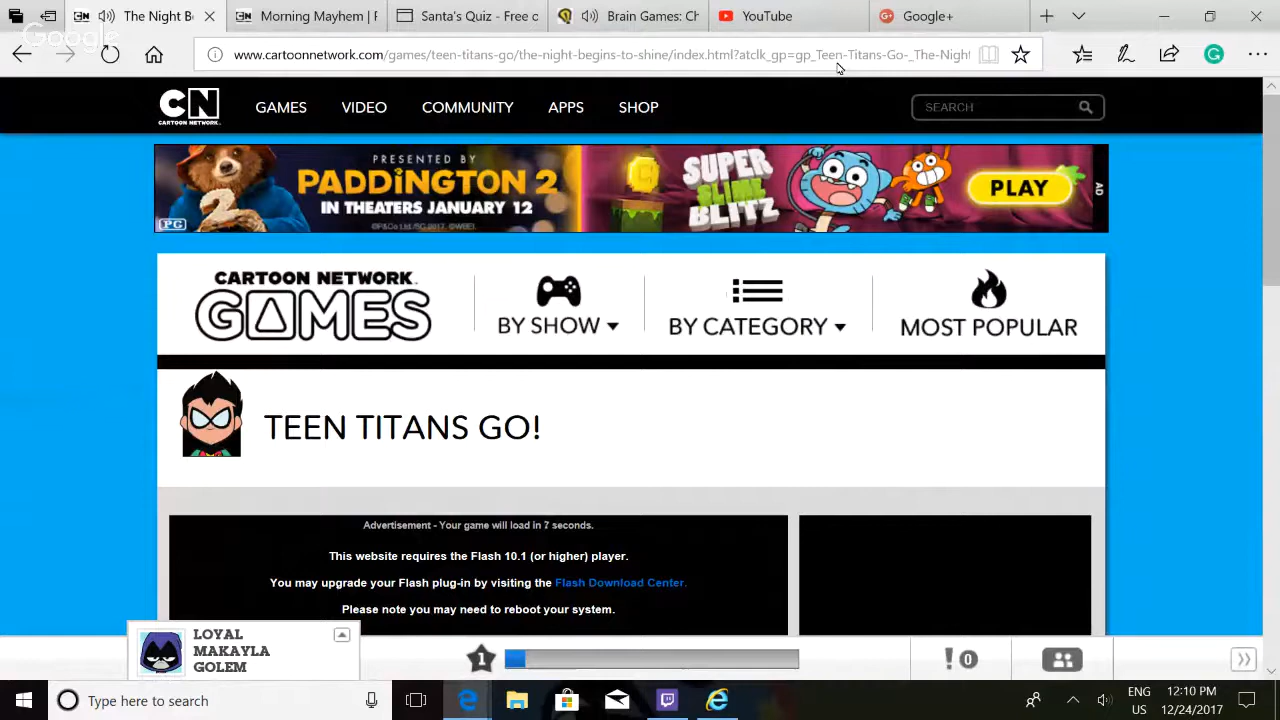 The Night B
Morning Mayhem |
Santa's Quiz - Free o
Brain Games: Ch
YouTube
Google+
Google
www.cartoonnetwork.com/games/teen-titans-go/the-night-begins-to-shine/index.html?atclk_gp=gp_Teen-Titans-Go-_The-Night
CN
CARTOON NETWORK
GAMES VIDEO COMMUNITY APPS SHOP
SEARCH
PRESENTED BY
PADDINGTON 2
IN THEATERS JANUARY 12
PG
SUPER
SLIME
BLITZ
PLAY
AD
CARTOON NETWORK
GAMES
BY SHOW
BY CATEGORY
MOST POPULAR
TEEN TITANS GO!
Advertisement - Your game will load in 7 seconds.
This website requires the Flash 10.1 (or higher) player.
You may upgrade your Flash plug-in by visiting the Flash Download Center.
Please note you may need to reboot your system.
LOYAL
MAKAYLA
GOLEM
1
!0
Type here to search
ENG
US
12:10 PM
12/24/2017